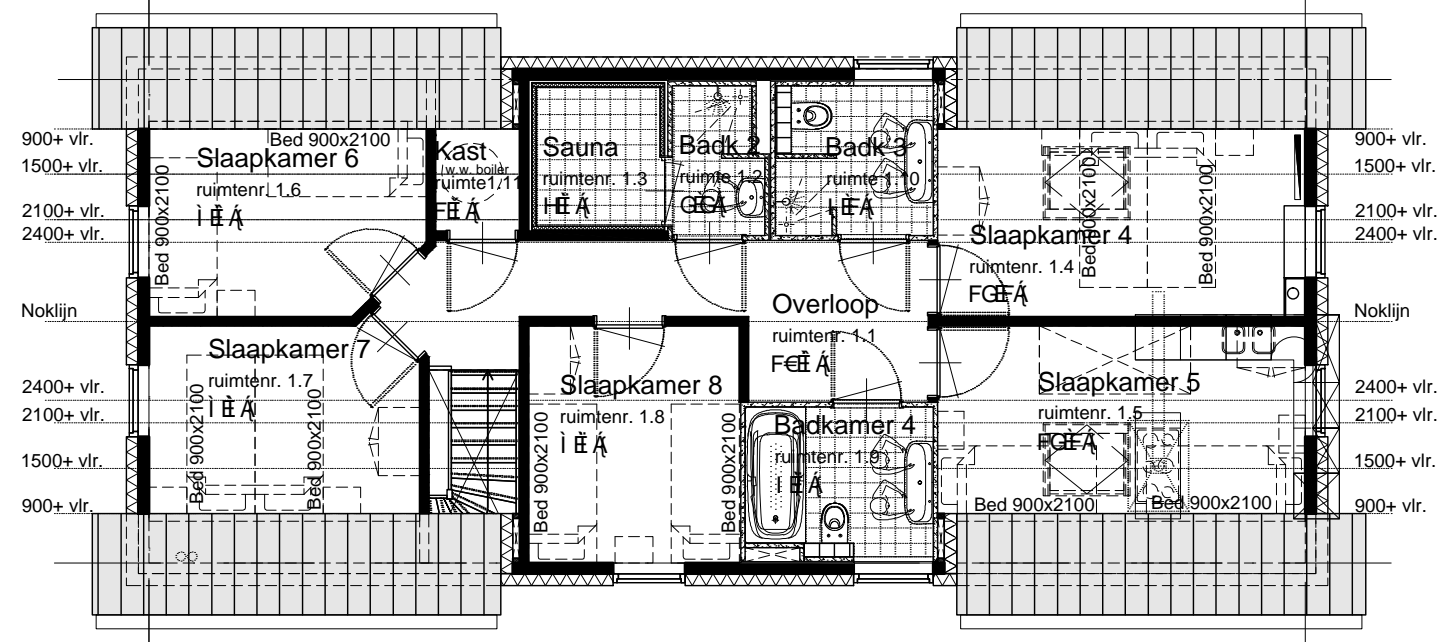 900+ vlr.
1500+ vlr.
2100+ vlr.
2400+ vlr.
Noklijn
2400+ vlr.
2100+ vlr.
1500+ vlr.
900+ vlr.
Slaapkamer 6
ruimtenr. 1.6
Bed 900x2100
Bed 900x2100
Kast
(w.w. boiler
ruimte1.11
Sauna
ruimtenr. 1.3
Badk 2
ruimte 1.2
Badk 3
ruimte 1.10
Slaapkamer 4
ruimtenr. 1.4
Bed 900x2100
Bed 900x2100
Overloop
ruimtenr. 1.1
Slaapkamer 7
ruimtenr. 1.7
Bed 900x2100
Bed 900x2100
Slaapkamer 8
ruimtenr. 1.8
Bed 900x2100
Bed 900x2100
Badkamer 4
ruimtenr. 1.9
Slaapkamer 5
ruimtenr. 1.5
Bed 900x2100
Bed 900x2100
900+ vlr.
1500+ vlr.
2100+ vlr.
2400+ vlr.
Noklijn
2400+ vlr.
2100+ vlr.
1500+ vlr.
900+ vlr.